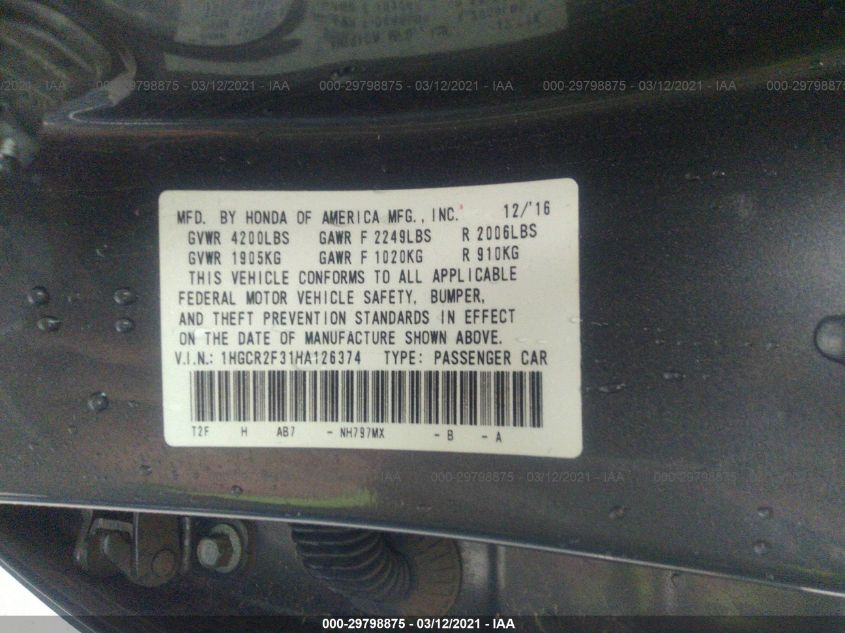 000-29798875 - 03/12/2021 - IAA
MFD. BY HONDA OF AMERICA MFG., INC. 12/'16
GVWR 4200LBS GAWR F 2249LBS R 2006LBS
GVWR 1905KG GAWR F 1020KG R 910KG
THIS VEHICLE CONFORMS TO ALL APPLICABLE
FEDERAL MOTOR VEHICLE SAFETY, BUMPER,
AND THEFT PREVENTION STANDARDS IN EFFECT
ON THE DATE OF MANUFACTURE SHOWN ABOVE.
V.I.N.: 1HGCR2F31HA126374 TYPE: PASSENGER CAR
T2F H AB7 - NH797MX - B - A
000-29798875 - 03/12/2021 - IAA
000-29798875 - 03/12/2021 - IAA